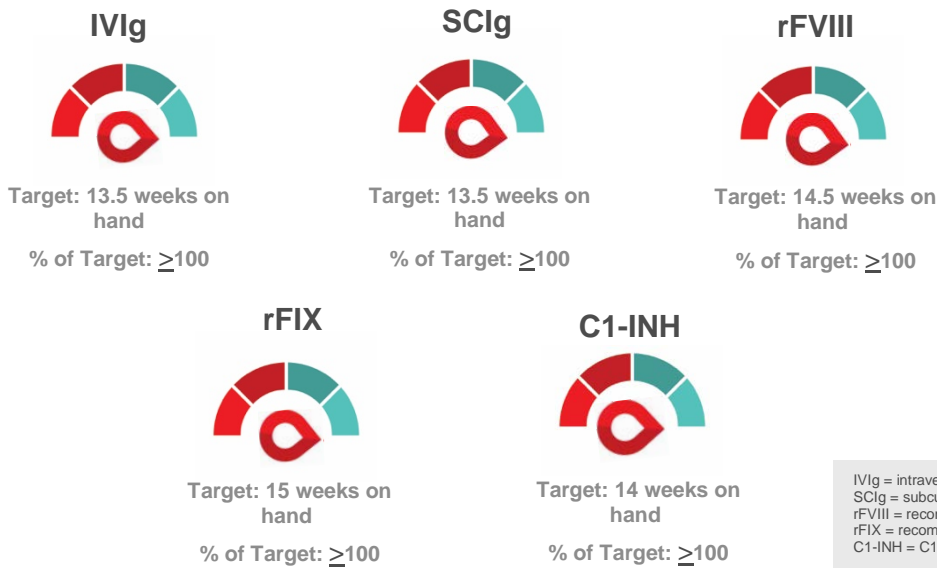 IVIg
Target: 13.5 weeks on
hand
% of Target: ≥100
SCIg
Target: 13.5 weeks on
hand
% of Target: ≥100
rFVIII
Target: 14.5 weeks on
hand
% of Target: ≥100
rFIX
Target: 15 weeks on
hand
% of Target: ≥100
C1-INH
Target: 14 weeks on
hand
% of Target: ≥100
IVIg =
SCIg =
rFVIII =
rFIX =
C1-INH = C1